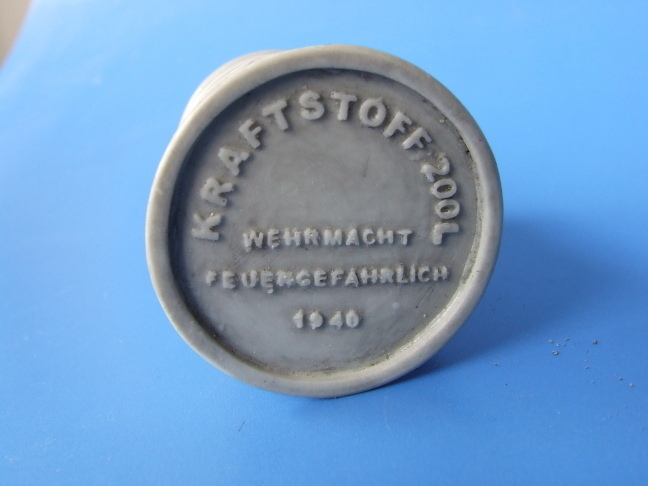 KRAFTSTOFF 200L
WEHRMACHT
FEUERGEFÄHRLICH
1940